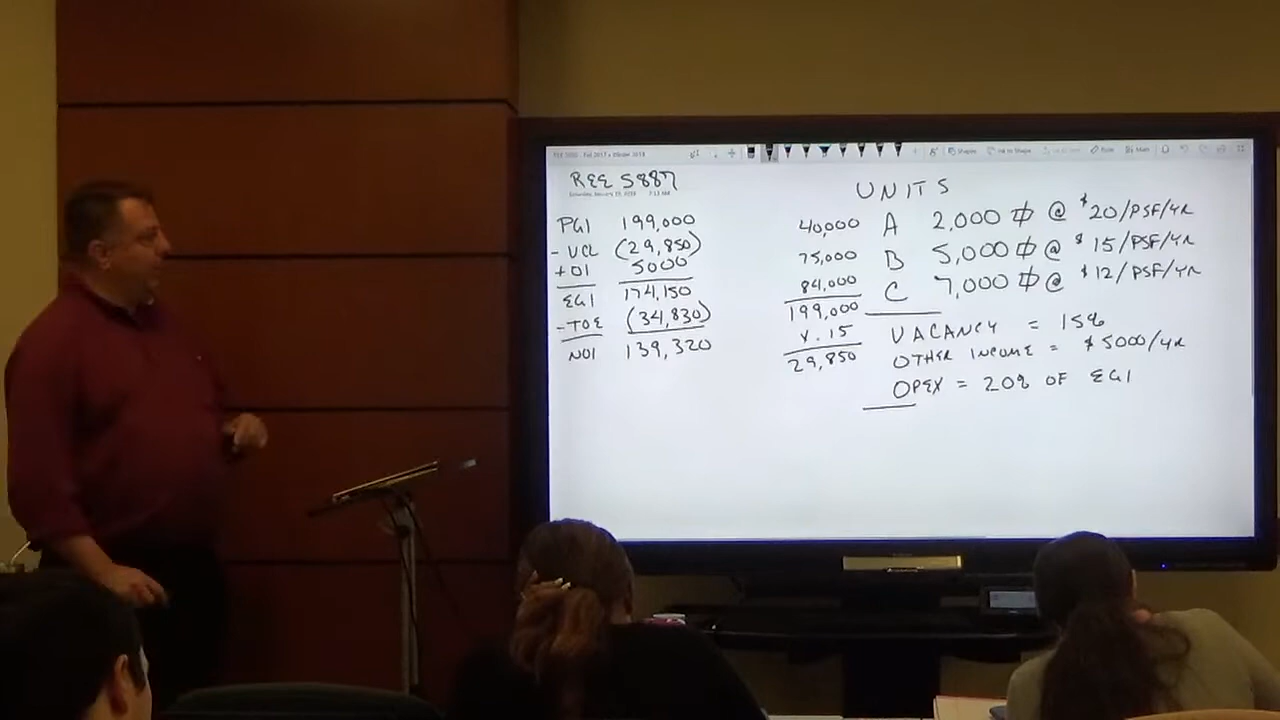 REE 5887
PGI 199,000
- VCL (29,850)
+ OI 5000
EGI 174,150
- TOE (34,830)
NOI 139,320
UNITS
40,000 A 2,000 ⏀ @ $20/PSF/YR
75,000 B 5,000 ⏀ @ $15/PSF/YR
84,000 C 7,000 ⏀ @ $12/PSF/YR
199,000
x .15
29,850
VACANCY = 15%
OTHER INCOME = $5000/YR
OPEX = 20% OF EGI